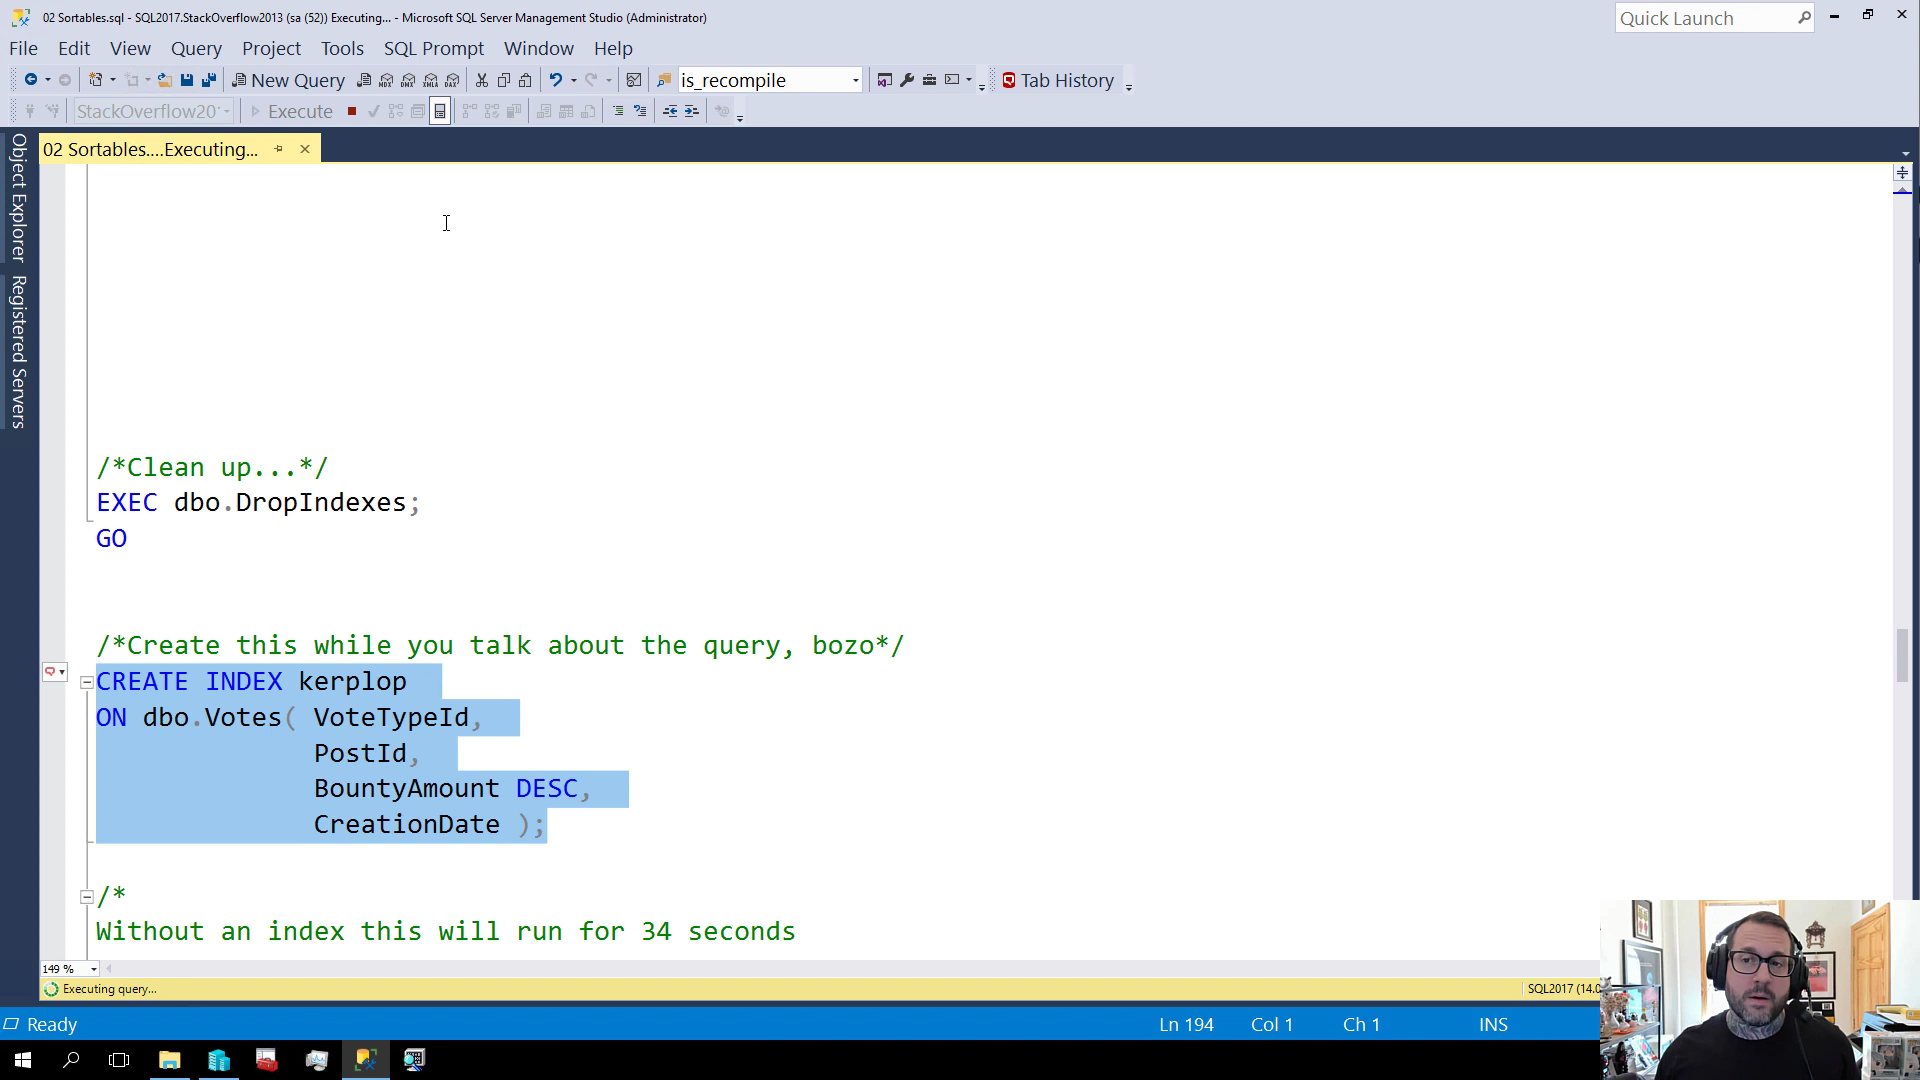 02 Sortables.sql - SQL2017.StackOverflow2013 (sa (52)) Executing... - Microsoft SQL Server Management Studio (Administrator)
Quick Launch
File Edit View Query Project Tools SQL Prompt Window Help
New Query
MDX DMX XMLA DAX
is_recompile
Tab History
StackOverflow20
Execute
02 Sortables....Executing...
Object Explorer
Registered Servers
/*Clean up...*/
EXEC dbo.DropIndexes;
GO
/*Create this while you talk about the query, bozo*/
CREATE INDEX kerplop
ON dbo.Votes( VoteTypeId,
PostId,
BountyAmount DESC,
CreationDate );
/*
Without an index this will run for 34 seconds
149 %
Executing query...
SQL2017 (14.0
Ready
Ln 194
Col 1
Ch 1
INS